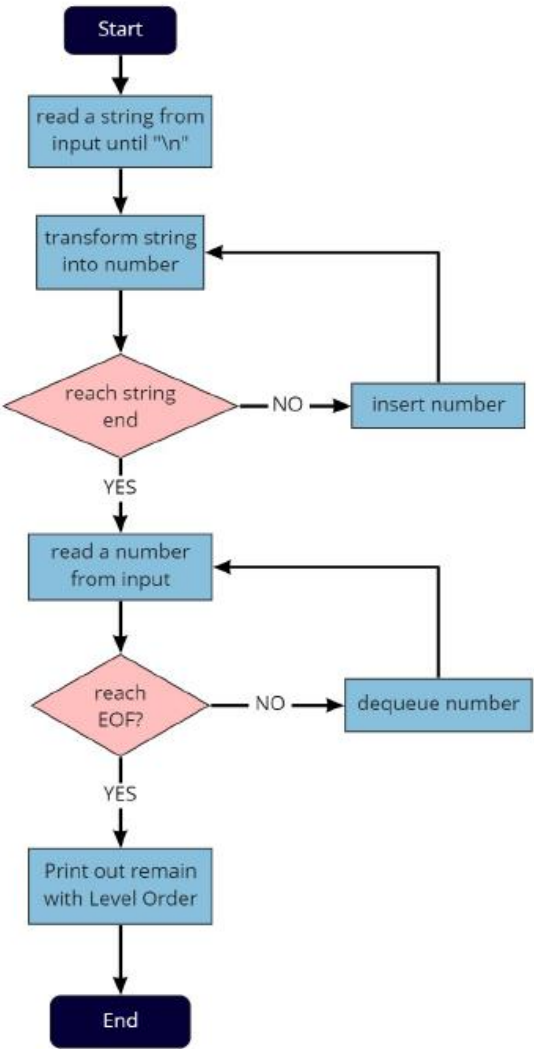 Start
read a string from
input until "\n"
transform string
into number
reach string
end
NO
insert number
YES
read a number
from input
reach
EOF?
NO
dequeue number
YES
Print out remain
with Level Order
End